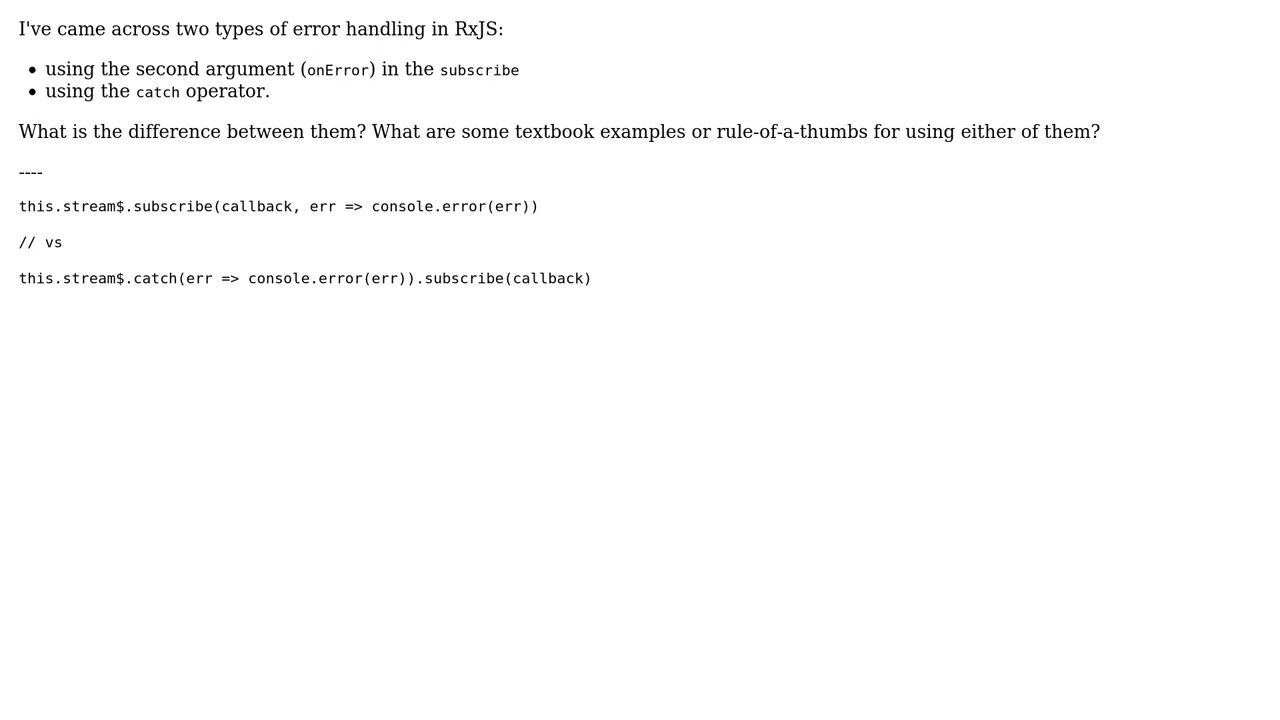 I've came across two types of error handling in RxJS:
• using the second argument (onError) in the subscribe
• using the catch operator.
What is the difference between them? What are some textbook examples or rule-of-a-thumbs for using either of them?
----
this.stream$.subscribe(callback, err => console.error(err))
// vs
this.stream$.catch(err => console.error(err)).subscribe(callback)